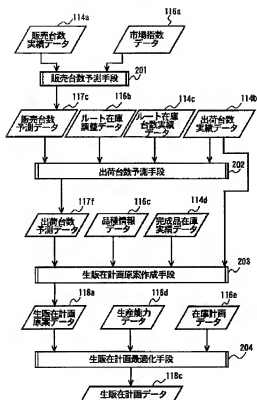 114a
116a
販売台数
実績データ
市場指数
データ
201
販売台数予測手段
117c
116b
114c
114b
販売台数
予測データ
ルート在庫
調整データ
ルート在庫
台数実績データ
出荷台数
実績データ
202
出荷台数予測手段
117f
116c
114d
出荷台数
予測データ
品種情報
データ
完成品在庫
実績データ
203
生販在計画原案作成手段
118a
116d
116e
生販在計画
原案データ
生産能力
データ
在庫計画
データ
204
生販在計画最適化手段
118c
生販在計画データ